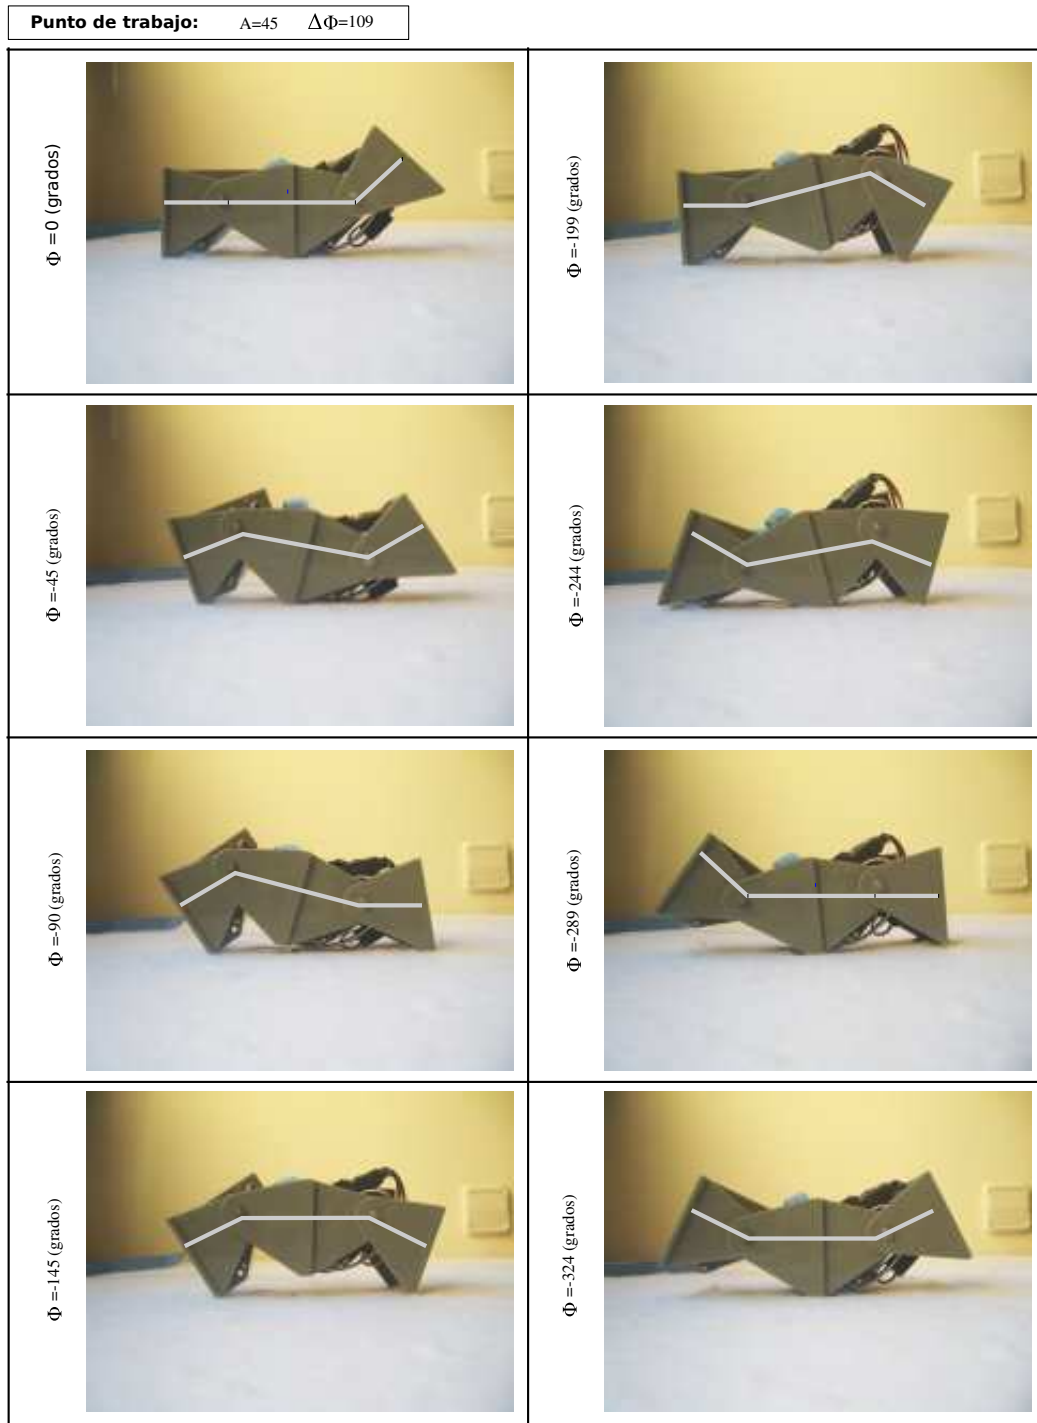 Punto de trabajo: A=45 ΔΦ=109
Φ =0 (grados)
Φ =-199 (grados)
Φ =-45 (grados)
Φ =-244 (grados)
Φ =-90 (grados)
Φ =-289 (grados)
Φ =-145 (grados)
Φ =-324 (grados)